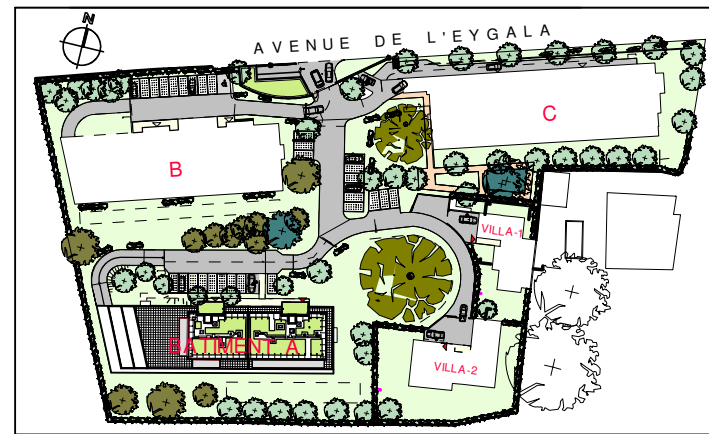 N
AVENUE DE L'EYGALA
C
B
VILLA-1
BATIMENT A
VILLA-2